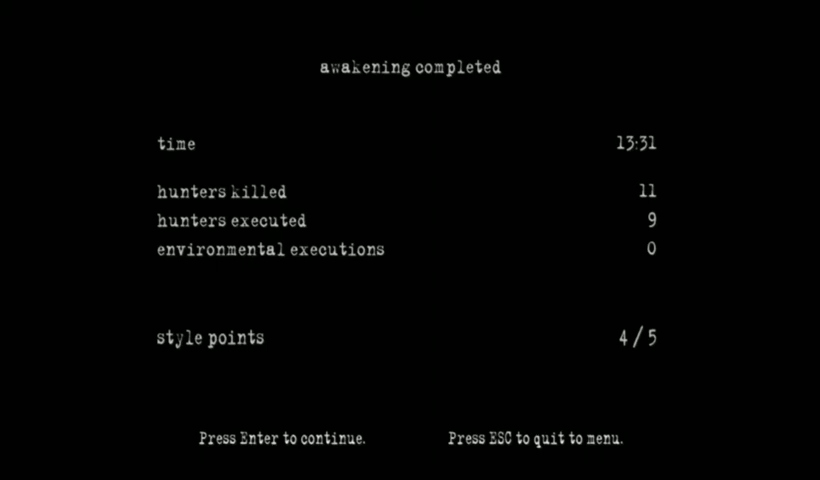 awakening completed
time 13:31
hunters killed 11
hunters executed 9
environmental executions 0
style points 4 / 5
Press Enter to continue. Press ESC to quit to menu.